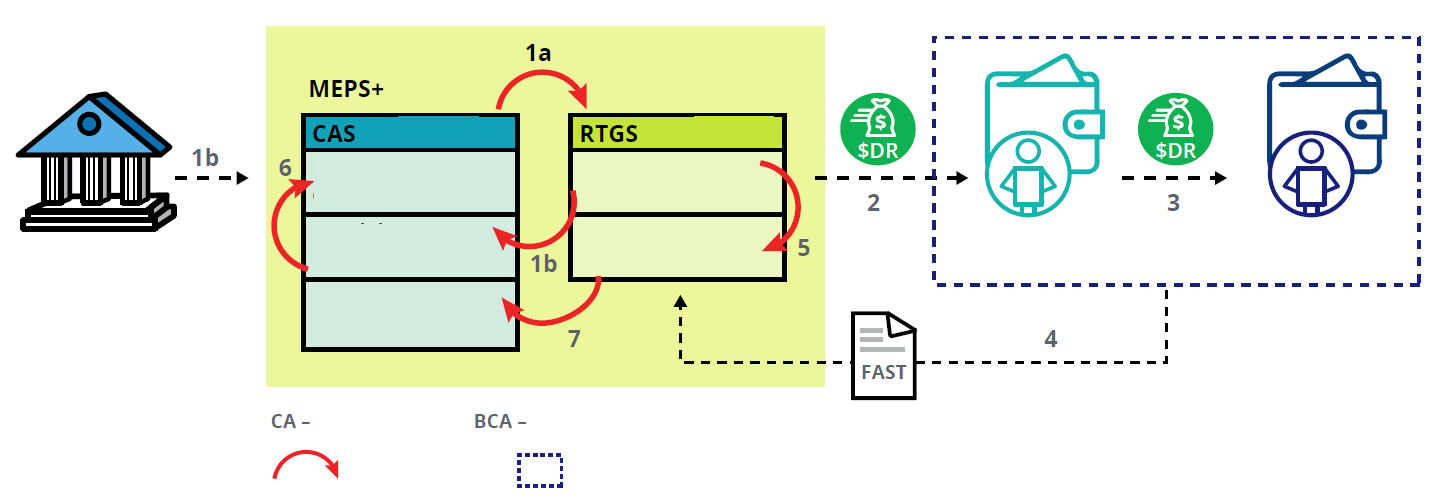 1a
MEPS+
CAS
RTGS
$
$DR
$
$DR
1b
6
2
3
5
1b
7
4
FAST
CA –
BCA –